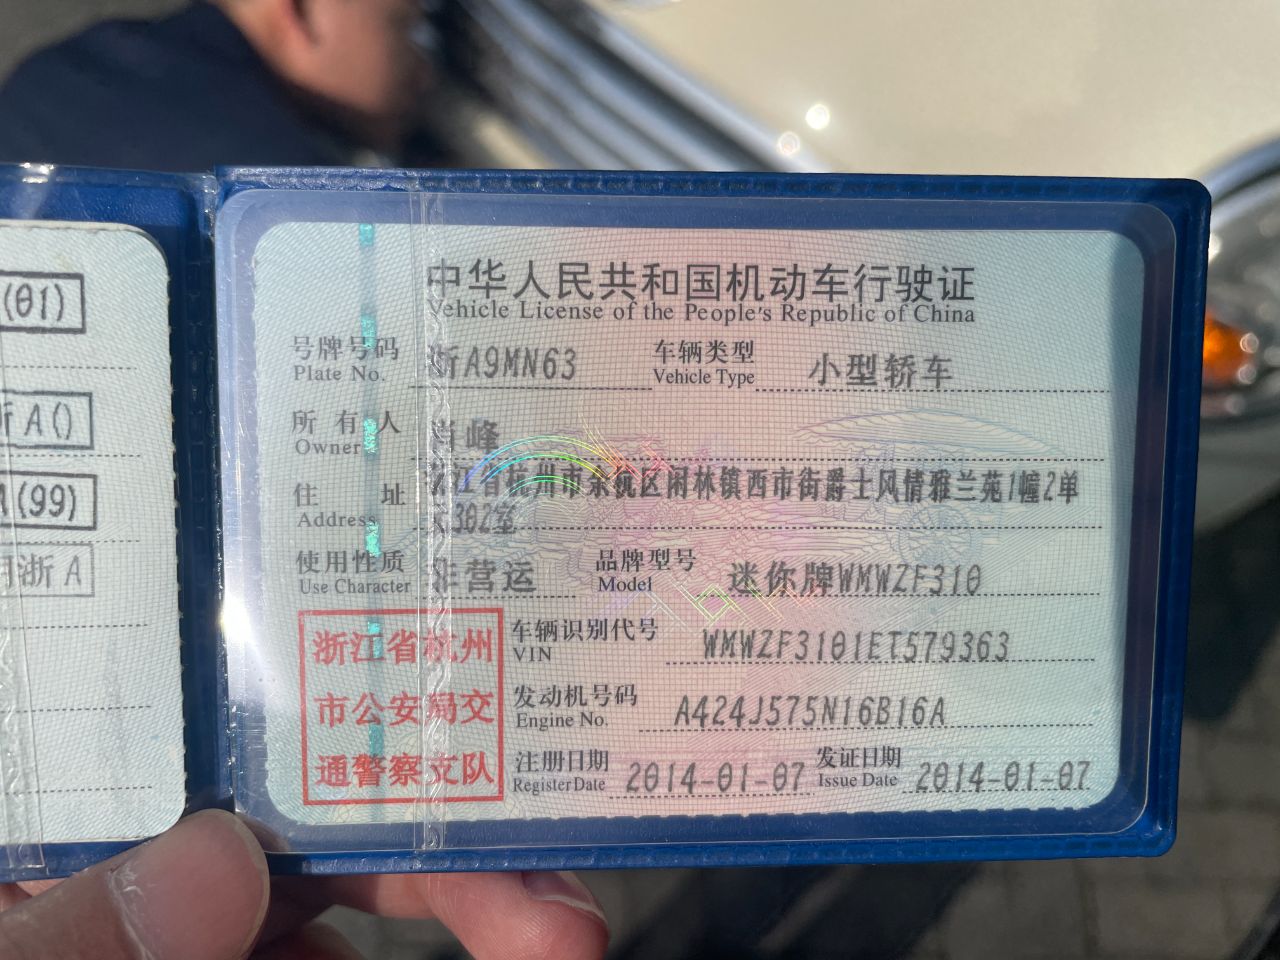 (01)
A()
A(99)
浙A
中华人民共和国机动车行驶证
Vehicle License of the People's Republic of China
号牌号码 浙A9MN63 车辆类型 小型轿车
Plate No. Vehicle Type
所有人 峰
Owner
住址 浙江省杭州市余杭区闲林镇西市街爵士风情雅兰苑1幢2单
Address 元302室
使用性质 非营运 品牌型号 迷你牌WMWZF310
Use Character Model
浙江省杭州
市公安局交
通警察支队
车辆识别代号 WMWZF3101ET579363
VIN
发动机号码 A424J575N16B16A
Engine No.
注册日期 2014-01-07 发证日期 2014-01-07
Register Date Issue Date